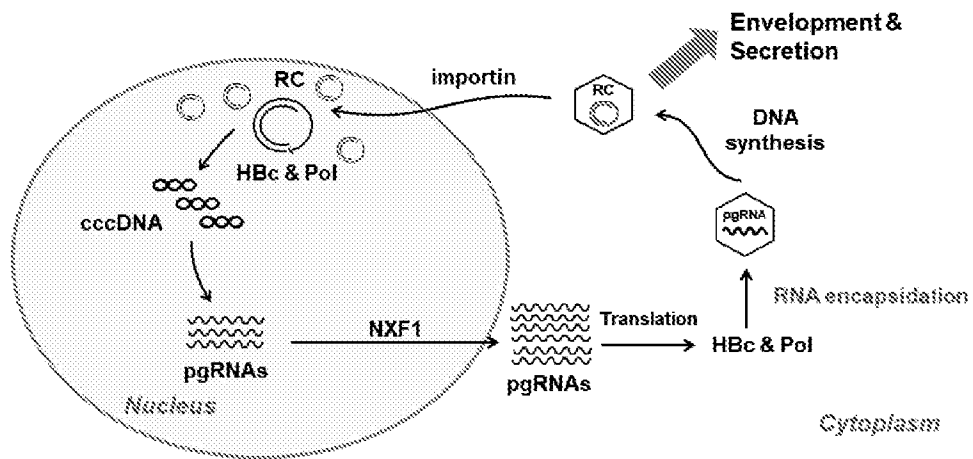 Envelopment &
Secretion
RC
importin
RC
DNA
synthesis
HBc & Pol
cccDNA
pgRNA
RNA encapsidation
NXF1
Translation
HBc & Pol
pgRNAs
pgRNAs
Nucleus
Cytoplasm